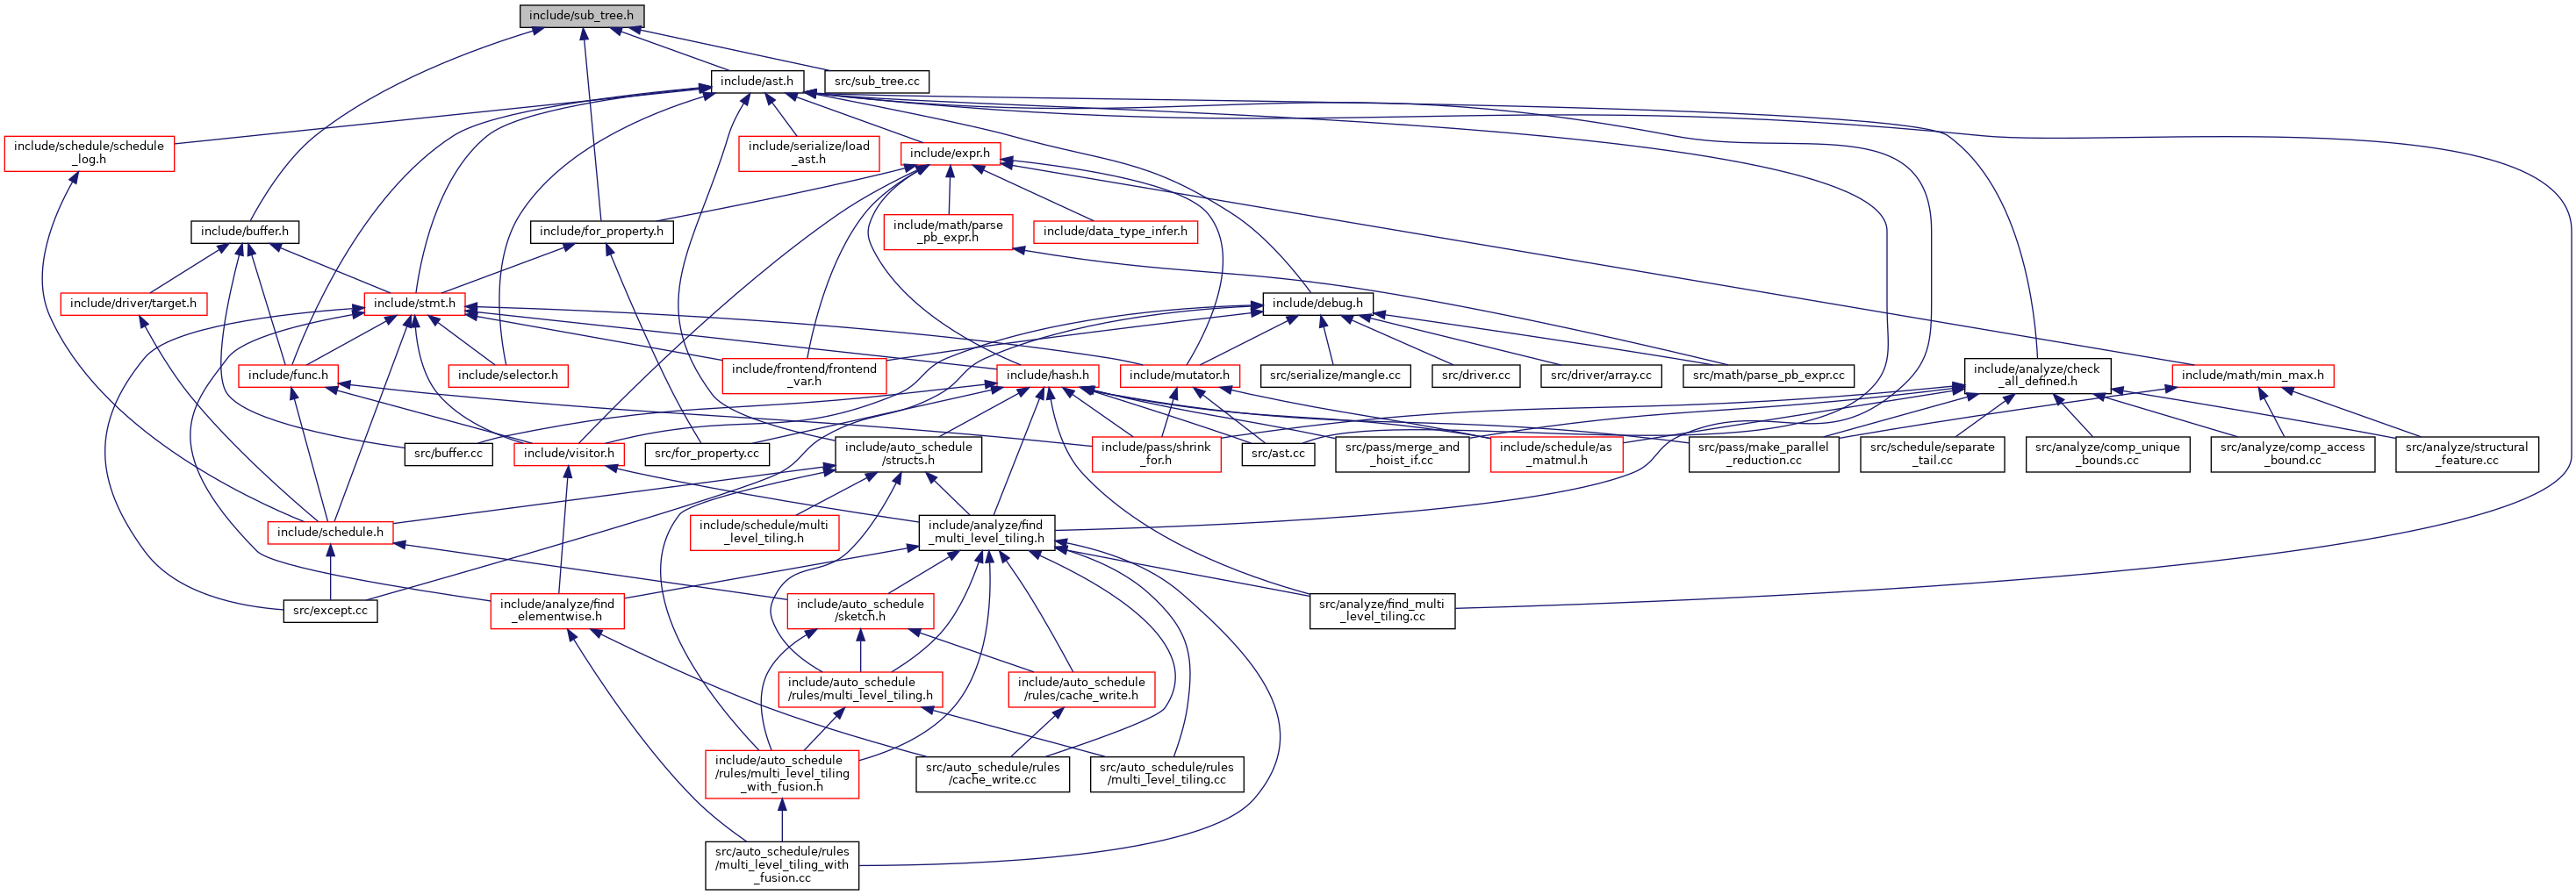 include/sub_tree.h
include/ast.h
src/sub_tree.cc
include/schedule/schedule
_log.h
include/serialize/load
_ast.h
include/expr.h
include/buffer.h
include/for_property.h
include/math/parse
_pb_expr.h
include/data_type_infer.h
include/driver/target.h
include/stmt.h
include/debug.h
include/func.h
include/selector.h
include/frontend/frontend
_var.h
include/hash.h
include/mutator.h
src/serialize/mangle.cc
src/driver.cc
src/driver/array.cc
src/math/parse_pb_expr.cc
include/analyze/check
_all_defined.h
include/math/min_max.h
src/buffer.cc
include/visitor.h
src/for_property.cc
include/auto_schedule
/structs.h
include/pass/shrink
_for.h
src/ast.cc
src/pass/merge_and
_hoist_if.cc
include/schedule/as
_matmul.h
src/pass/make_parallel
_reduction.cc
src/schedule/separate
_tail.cc
src/analyze/comp_unique
_bounds.cc
src/analyze/comp_access
_bound.cc
src/analyze/structural
_feature.cc
include/schedule.h
include/schedule/multi
_level_tiling.h
include/analyze/find
_multi_level_tiling.h
src/except.cc
include/analyze/find
_elementwise.h
include/auto_schedule
/sketch.h
src/analyze/find_multi
_level_tiling.cc
include/auto_schedule
/rules/multi_level_tiling.h
include/auto_schedule
/rules/cache_write.h
include/auto_schedule
/rules/multi_level_tiling
_with_fusion.h
src/auto_schedule/rules
/cache_write.cc
src/auto_schedule/rules
/multi_level_tiling.cc
src/auto_schedule/rules
/multi_level_tiling_with
_fusion.cc